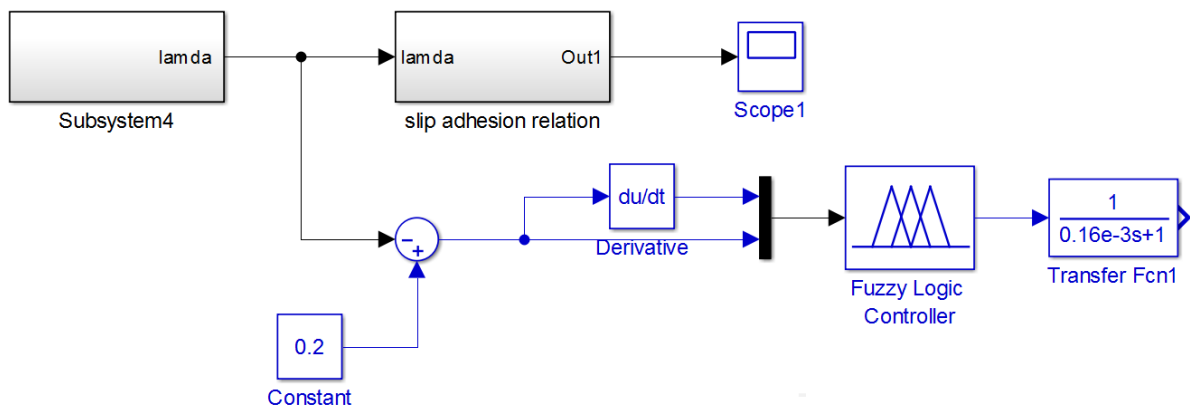 lamda
Subsystem4
lamda Out1
slip adhesion relation
Scope1
du/dt
Derivative
−
+
0.2
Constant
Fuzzy Logic
Controller
1
0.16e-3s+1
Transfer Fcn1